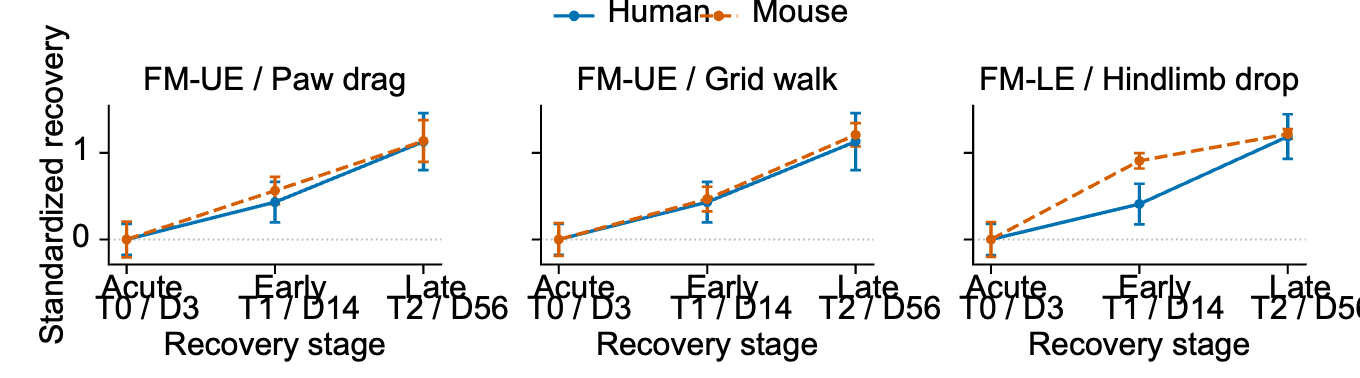 Human Mouse
Standardized recovery
FM-UE / Paw drag
1
0
Acute Early Late
T0 / D3 T1 / D14 T2 / D56
Recovery stage
FM-UE / Grid walk
Acute Early Late
T0 / D3 T1 / D14 T2 / D56
Recovery stage
FM-LE / Hindlimb drop
Acute Early Late
T0 / D3 T1 / D14 T2 / D56
Recovery stage